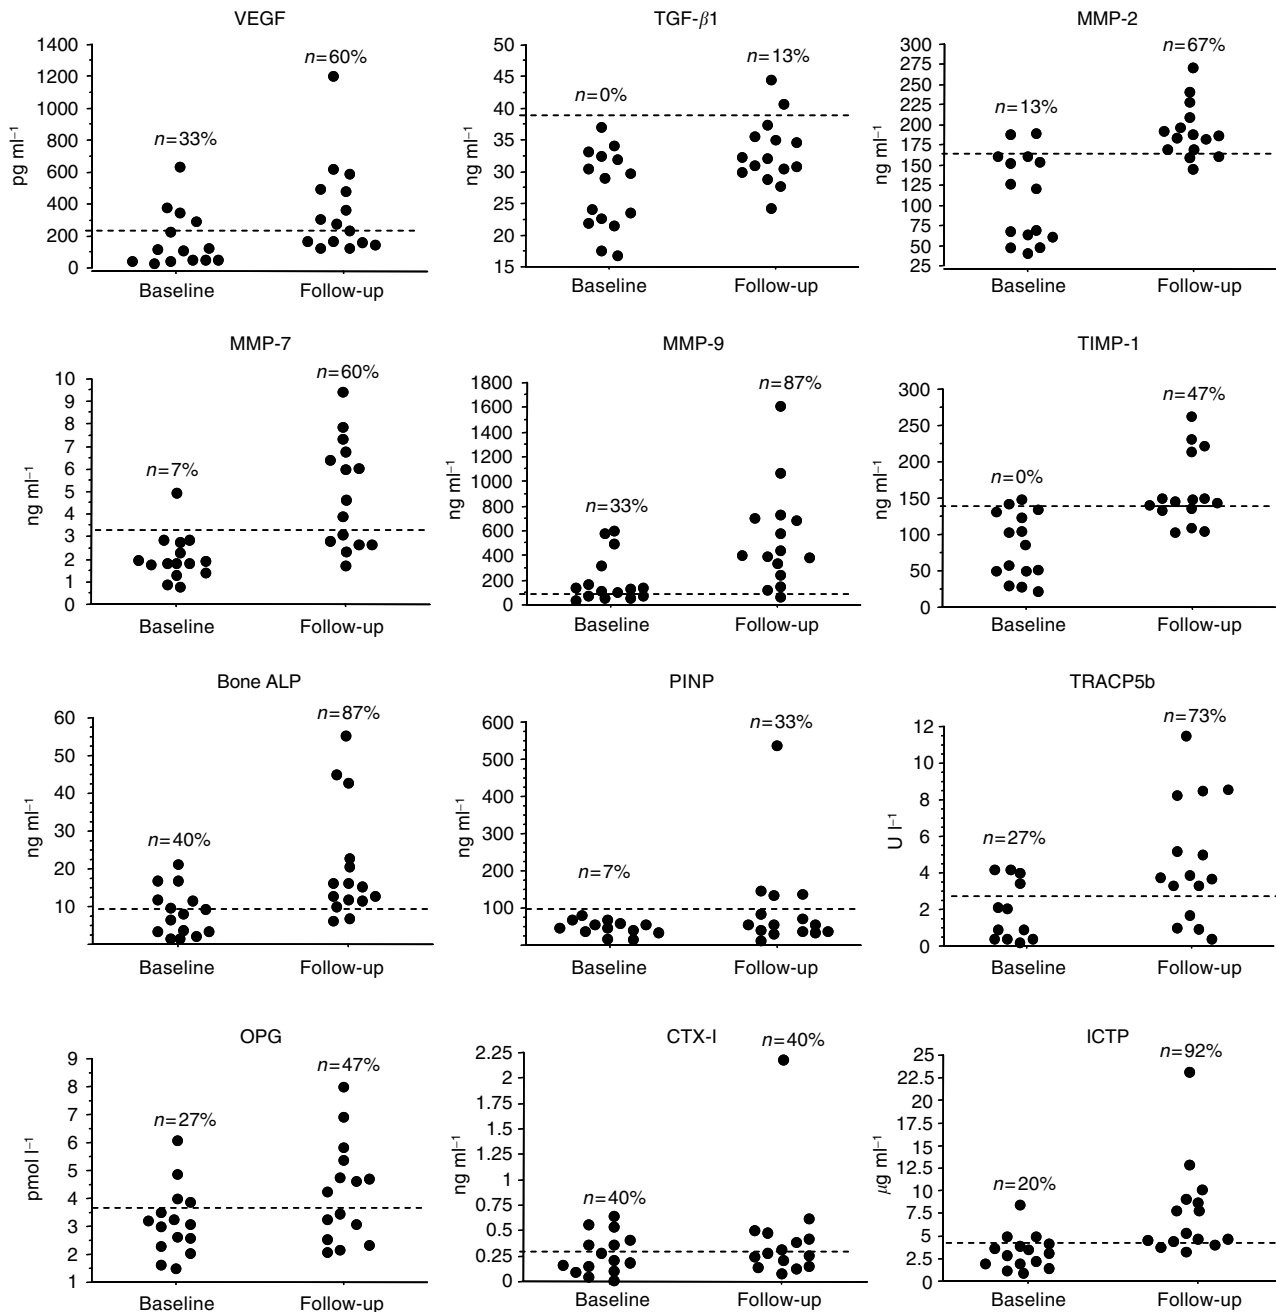 VEGF
1400
1200
1000
800
600
400
200
0
pg ml−1
n=33%
n=60%
Baseline
Follow-up
TGF-β1
50
45
40
35
30
25
20
15
ng ml−1
n=0%
n=13%
Baseline
Follow-up
MMP-2
300
275
250
225
200
175
150
125
100
75
50
25
ng ml−1
n=13%
n=67%
Baseline
Follow-up
MMP-7
10
9
8
7
6
5
4
3
2
1
0
ng ml−1
n=7%
n=60%
Baseline
Follow-up
MMP-9
1800
1600
1400
1200
1000
800
600
400
200
0
ng ml−1
n=33%
n=87%
Baseline
Follow-up
TIMP-1
300
250
200
150
100
50
0
ng ml−1
n=0%
n=47%
Baseline
Follow-up
Bone ALP
60
50
40
30
20
10
ng ml−1
n=40%
n=87%
Baseline
Follow-up
PINP
600
500
400
300
200
100
ng ml−1
n=7%
n=33%
Baseline
Follow-up
TRACP5b
12
10
8
6
4
2
0
U l−1
n=27%
n=73%
Baseline
Follow-up
OPG
9
8
7
6
5
4
3
2
1
pmol l−1
n=27%
n=47%
Baseline
Follow-up
CTX-I
2.25
2
1.75
1.5
1.25
1
0.75
0.5
0.25
0
ng ml−1
n=40%
n=40%
Baseline
Follow-up
ICTP
25
22.5
20
17.5
15
12.5
10
7.5
5
2.5
0
μg ml−1
n=20%
n=92%
Baseline
Follow-up